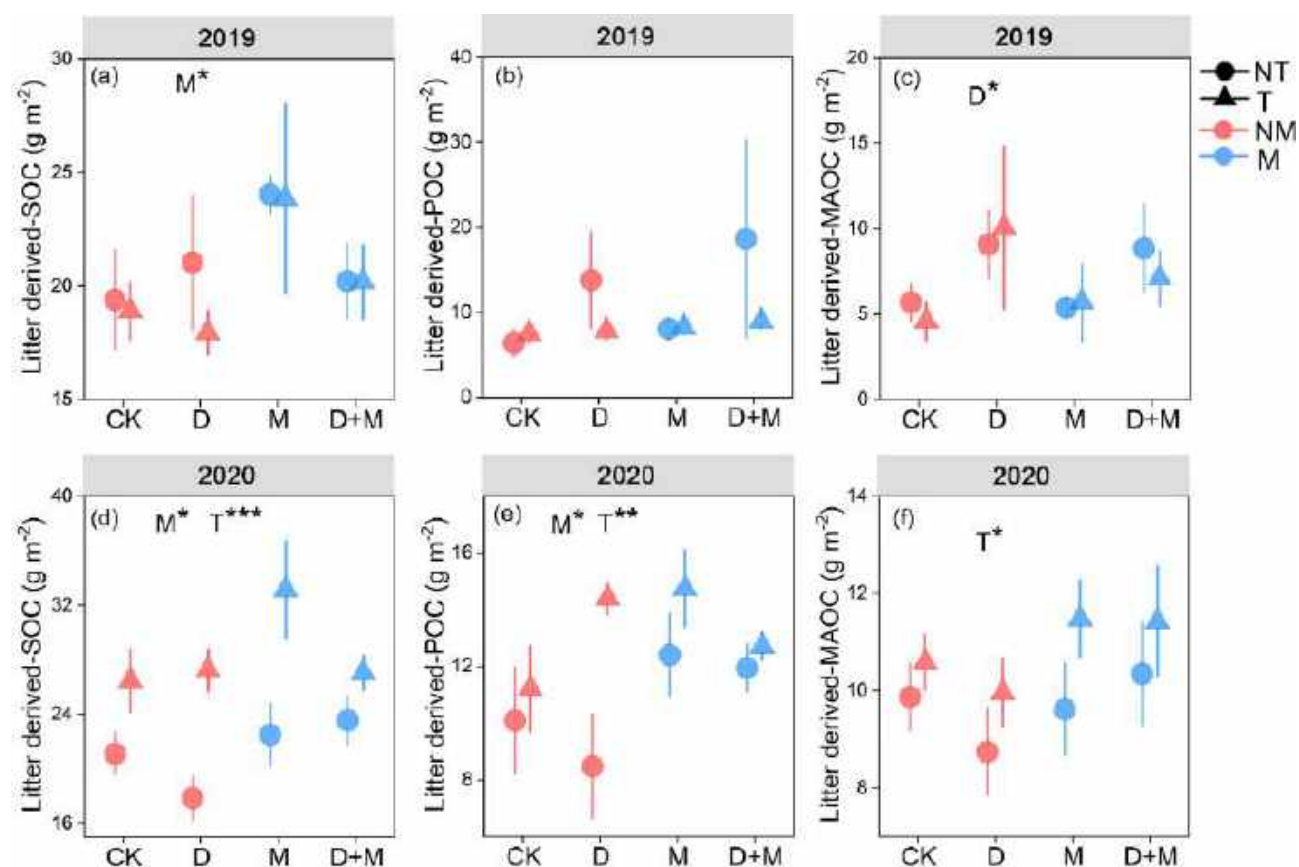 2019
(a)
M*
Litter derived-SOC (g m⁻²)
30
25
20
15
CK D M D+M
2019
(b)
Litter derived-POC (g m⁻²)
40
30
20
10
0
CK D M D+M
2019
(c)
D*
Litter derived-MAOC (g m⁻²)
20
15
10
5
0
CK D M D+M
NT
T
NM
M
2020
(d)
M* T***
Litter derived-SOC (g m⁻²)
40
32
24
16
CK D M D+M
2020
(e)
M* T**
Litter derived-POC (g m⁻²)
16
12
8
CK D M D+M
2020
(f)
T*
Litter derived-MAOC (g m⁻²)
14
12
10
8
CK D M D+M